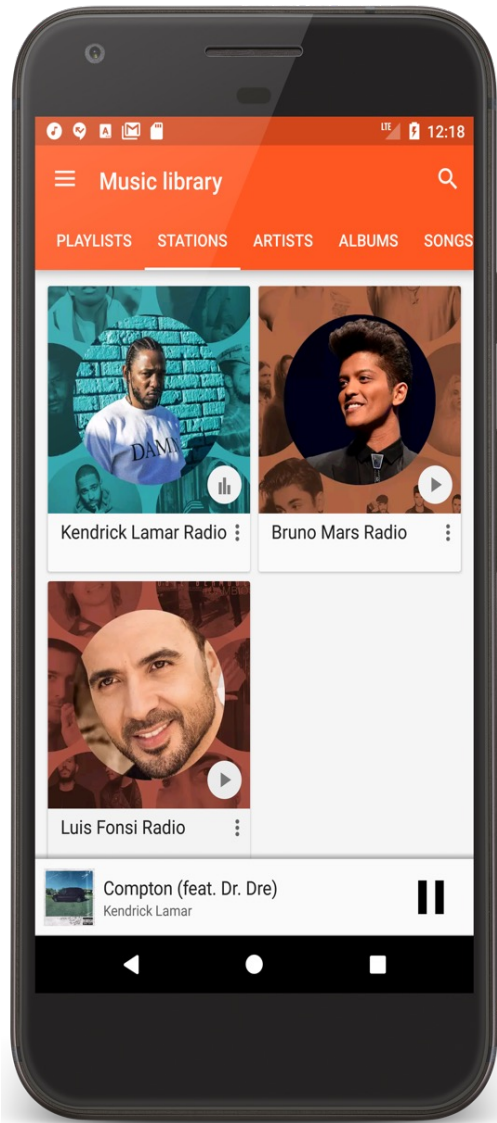 12:18
LTE
Music library
PLAYLISTS STATIONS ARTISTS ALBUMS SONGS
DAMN
Kendrick Lamar Radio
Bruno Mars Radio
Luis Fonsi Radio
Compton (feat. Dr. Dre)
Kendrick Lamar